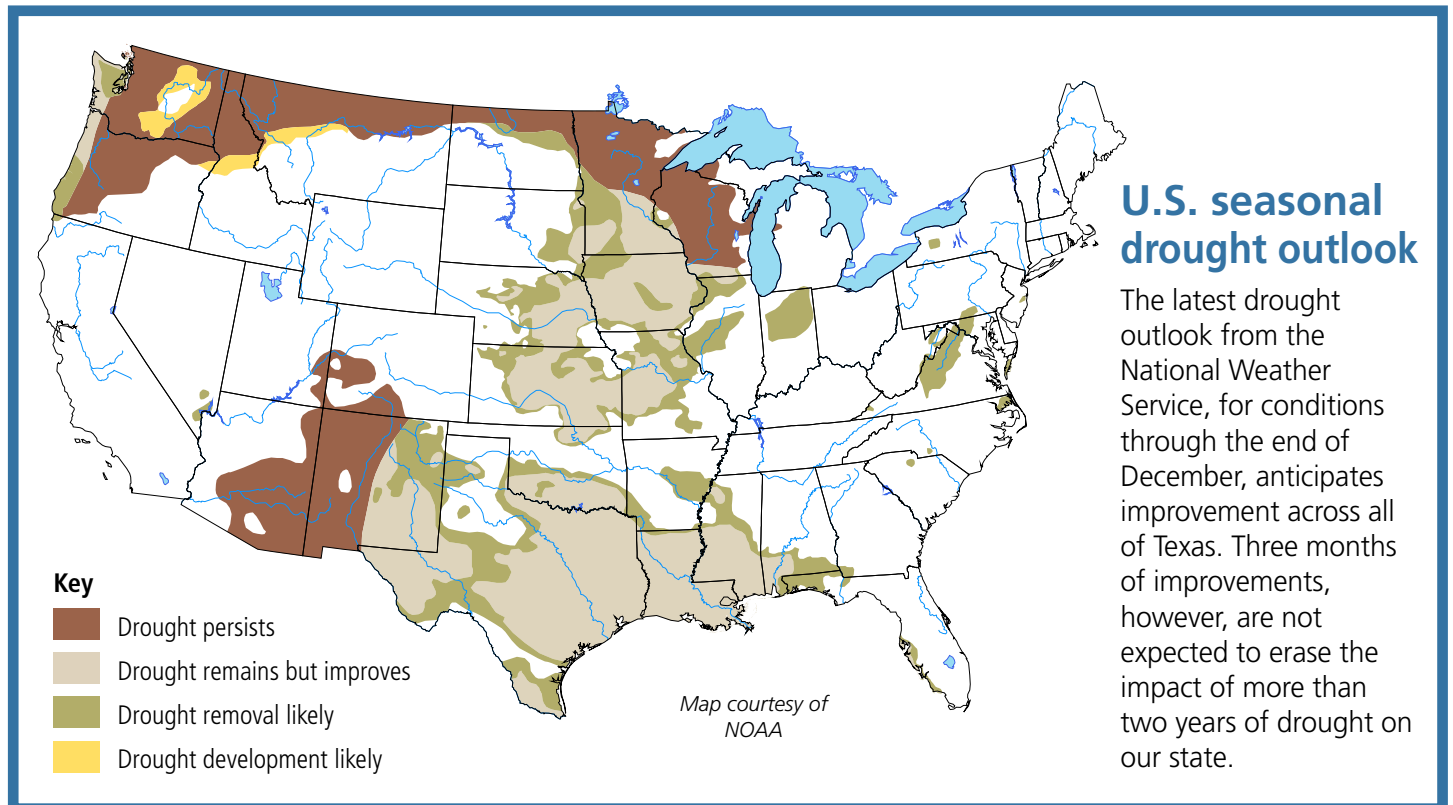 U.S. seasonal
drought outlook
The latest drought
outlook from the
National Weather
Service, for conditions
through the end of
December, anticipates
improvement across all
of Texas. Three months
of improvements,
however, are not
expected to erase the
impact of more than
two years of drought on
our state.
Key
Drought persists
Drought remains but improves
Drought removal likely
Drought development likely
Map courtesy of
NOAA